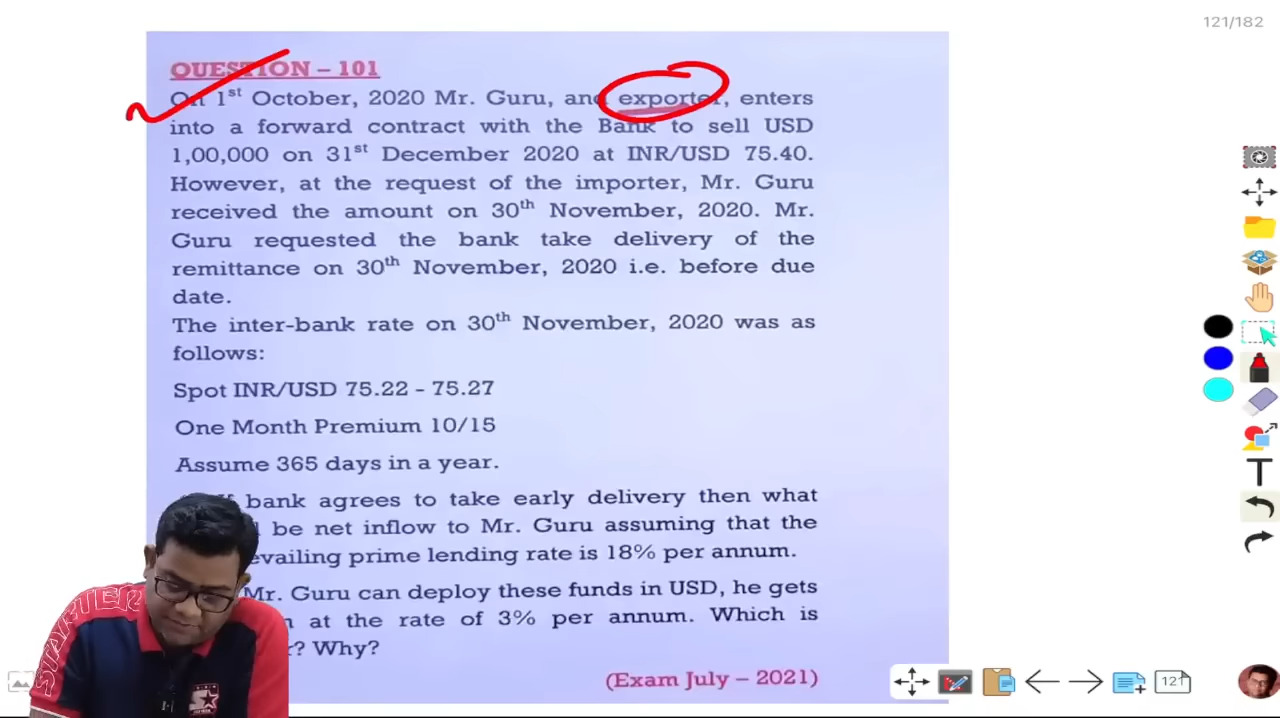 121/182
QUESTION – 101
On 1st October, 2020 Mr. Guru, and exporter, enters
into a forward contract with the Bank to sell USD
1,00,000 on 31st December 2020 at INR/USD 75.40.
However, at the request of the importer, Mr. Guru
received the amount on 30th November, 2020. Mr.
Guru requested the bank take delivery of the
remittance on 30th November, 2020 i.e. before due
date.
The inter-bank rate on 30th November, 2020 was as
follows:
Spot INR/USD 75.22 - 75.27
One Month Premium 10/15
Assume 365 days in a year.
bank agrees to take early delivery then what
be net inflow to Mr. Guru assuming that the
evailing prime lending rate is 18% per annum.
Mr. Guru can deploy these funds in USD, he gets
at the rate of 3% per annum. Which is
? Why?
(Exam July – 2021)
T
121